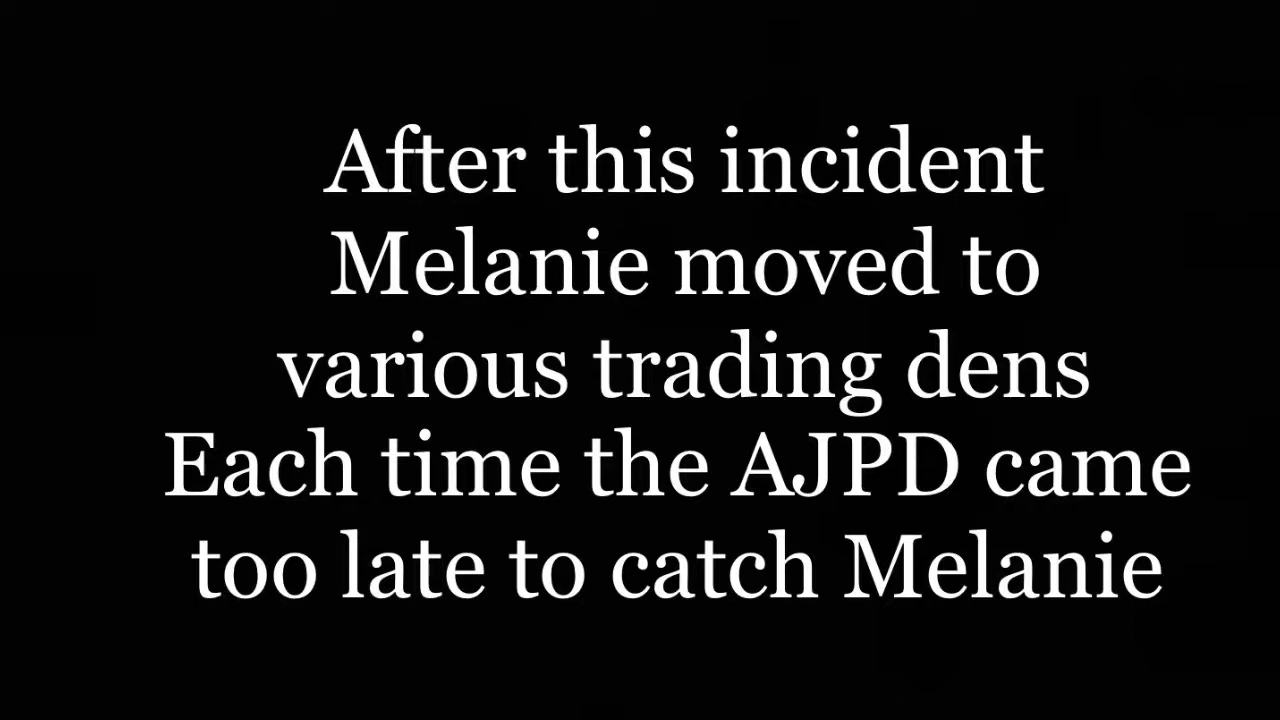 After this incident
Melanie moved to
various trading dens
Each time the AJPD came
too late to catch Melanie